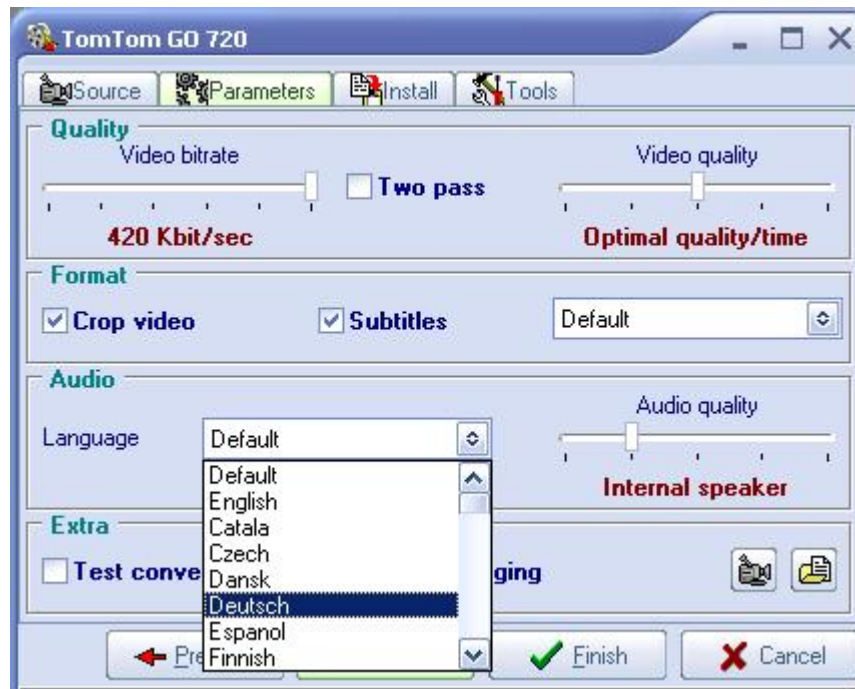 TomTom GO 720
Source Parameters Install Tools
Quality
Video bitrate Video quality
Two pass
420 Kbit/sec Optimal quality/time
Format
Crop video Subtitles Default
Audio
Audio quality
Language Default
Internal speaker
Default
English
Catala
Czech
Dansk
Deutsch
Espanol
Finnish
Extra
Test conve ging
Pre Finish Cancel